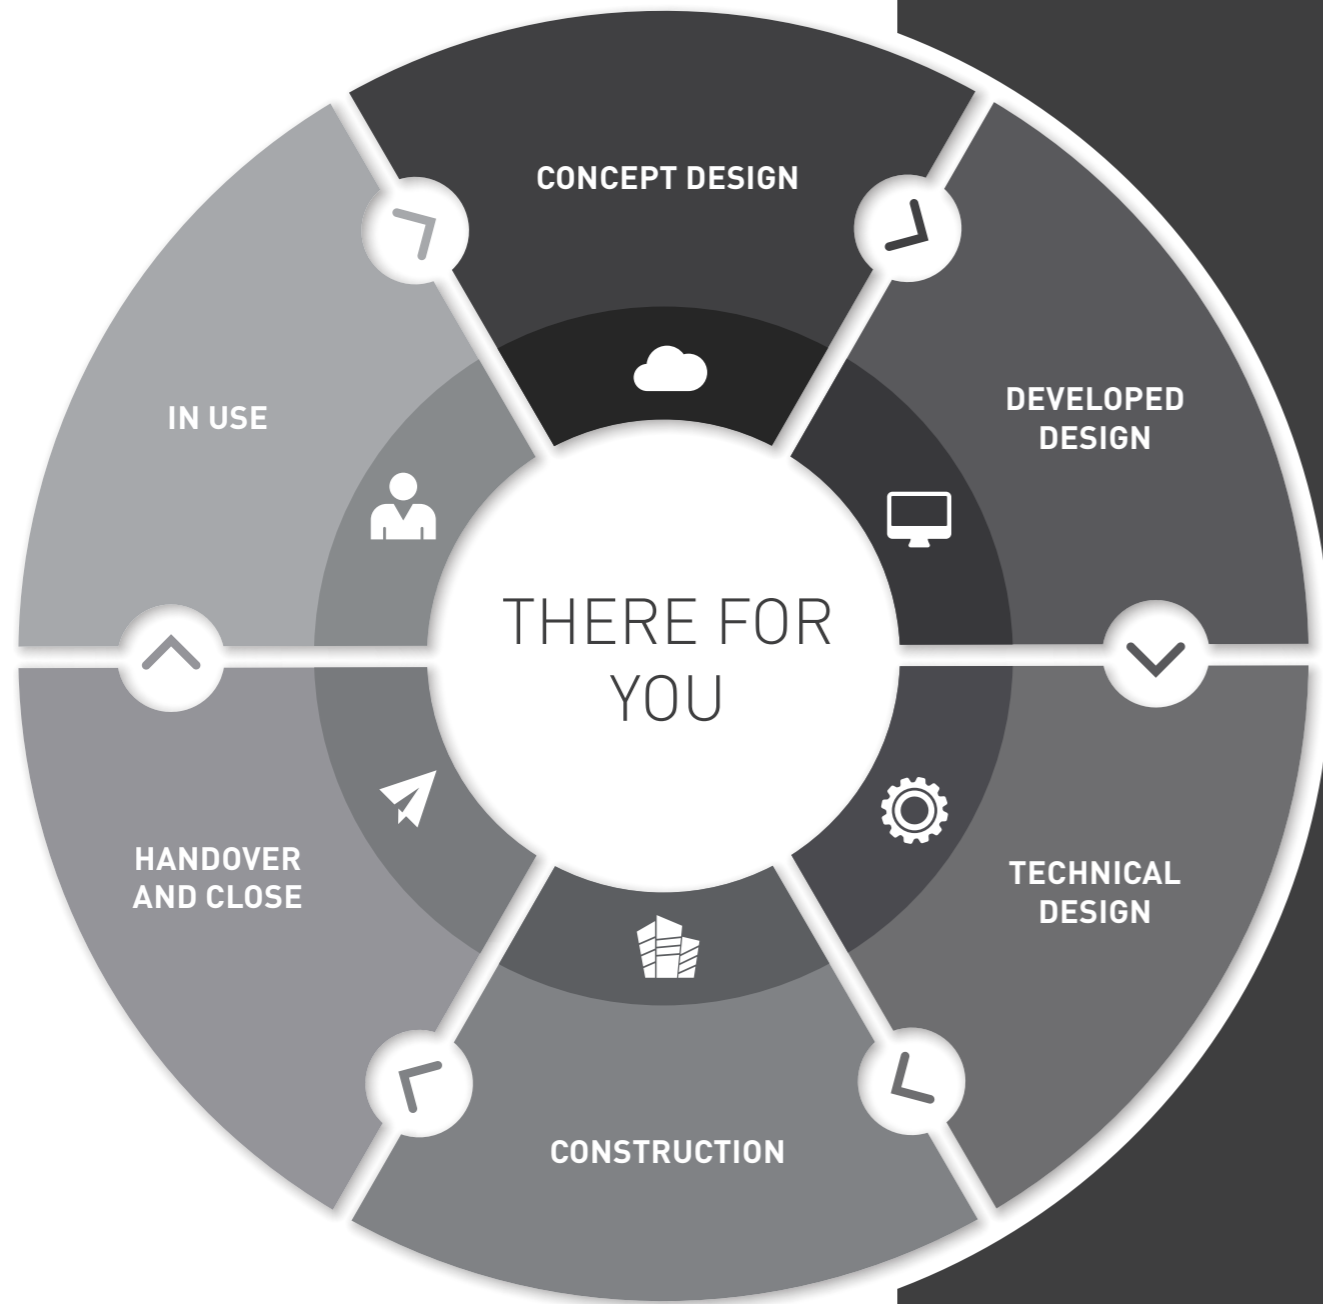 CONCEPT DESIGN
DEVELOPED
DESIGN
TECHNICAL
DESIGN
CONSTRUCTION
HANDOVER
AND CLOSE
IN USE
THERE FOR
YOU